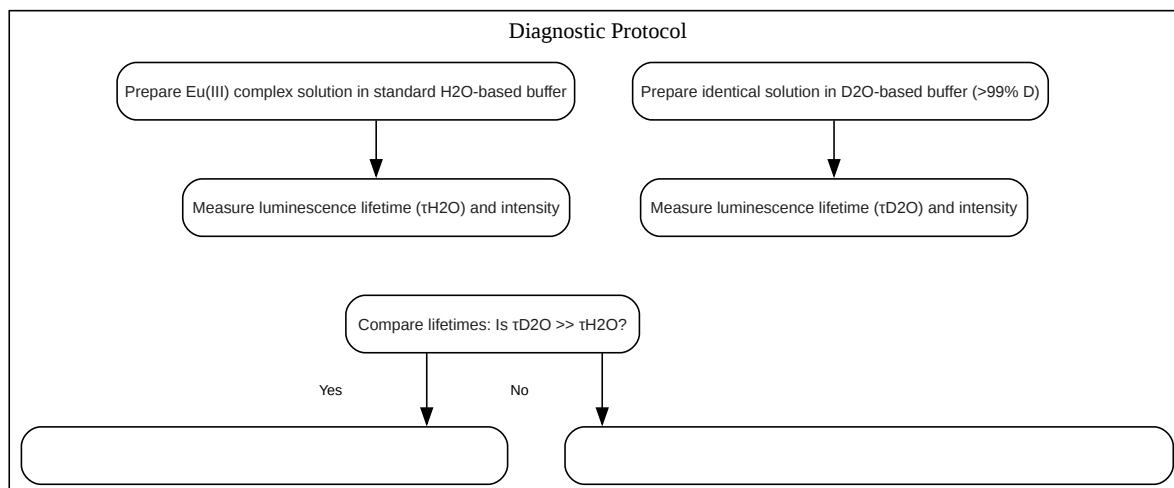 Diagnostic Protocol
Prepare Eu(III) complex solution in standard H2O-based buffer
Prepare identical solution in D2O-based buffer (>99% D)
Measure luminescence lifetime (τH2O) and intensity
Measure luminescence lifetime (τD2O) and intensity
Compare lifetimes: Is τD2O >> τH2O?
Yes
No